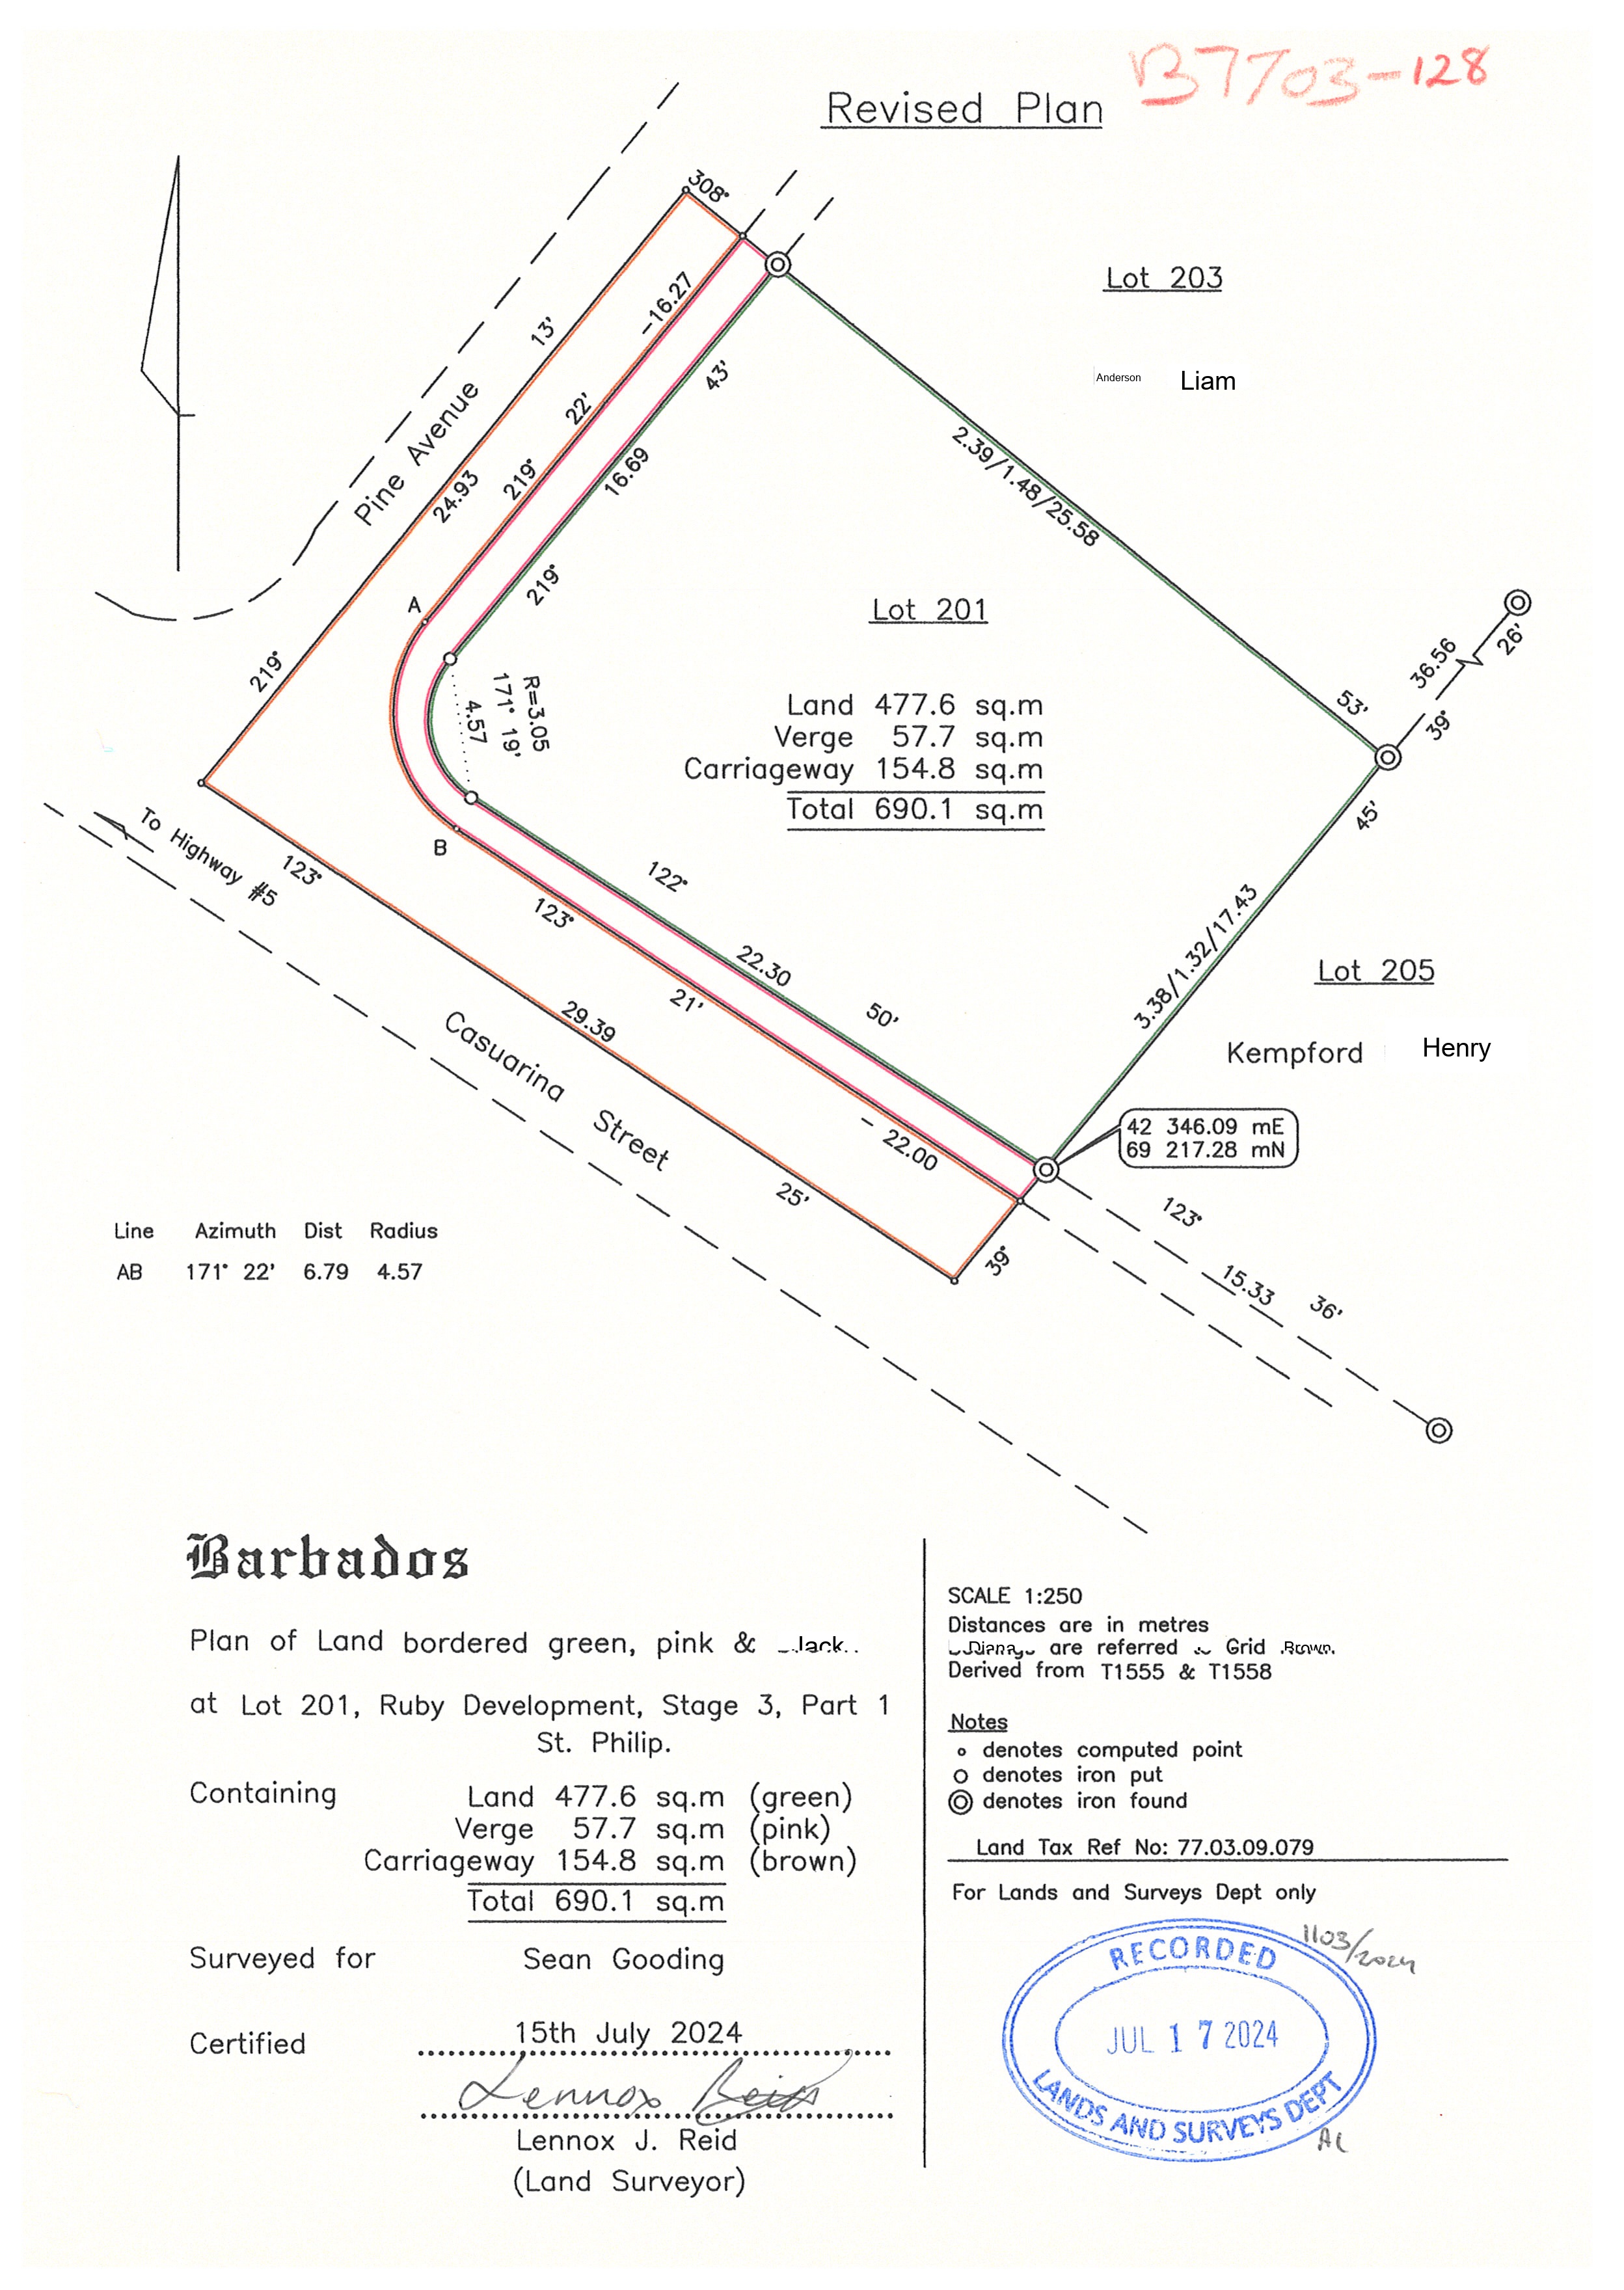 B7703-128
Revised Plan
308°
Lot 203
Anderson Liam
-16.27
13'
22'
43'
Pine Avenue
24.93
219°
16.69
2.39/1.48/25.58
219°
219°
A
Lot 201
36.56
26'
R=3.05
171° 19'
4.57
Land 477.6 sq.m
Verge 57.7 sq.m
Carriageway 154.8 sq.m
Total 690.1 sq.m
53'
39°
45'
To Highway #5
B
123°
122°
123°
22.30
21'
50'
3.38/1.32/17.43
Lot 205
Kempford Henry
29.39
Casuarina Street
- 22.00
42 346.09 mE
69 217.28 mN
25'
39°
123°
15.33
36'
Line Azimuth Dist Radius
AB 171° 22' 6.79 4.57
Barbados
Plan of Land bordered green, pink & Jack
at Lot 201, Ruby Development, Stage 3, Part 1
St. Philip.
Containing
Land 477.6 sq.m (green)
Verge 57.7 sq.m (pink)
Carriageway 154.8 sq.m (brown)
Total 690.1 sq.m
Surveyed for Sean Gooding
Certified 15th July 2024
Lennox Reid
Lennox J. Reid
(Land Surveyor)
SCALE 1:250
Distances are in metres
Diana are referred Grid Brown
Derived from T1555 & T1558
Notes
denotes computed point
denotes iron put
denotes iron found
Land Tax Ref No: 77.03.09.079
For Lands and Surveys Dept only
1103/2024
RECORDED
JUL 17 2024
LANDS AND SURVEYS DEPT
AL